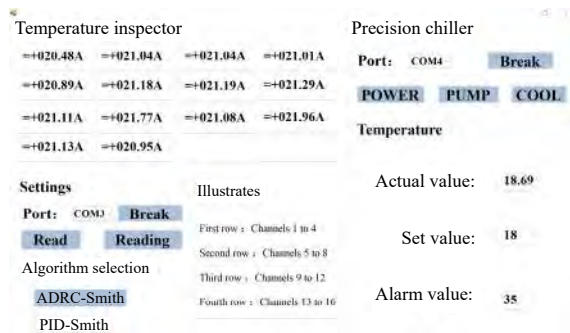 Temperature inspector
=+020.48A =+021.04A =+021.04A =+021.01A
=+020.89A =+021.18A =+021.19A =+021.29A
=+021.11A =+021.77A =+021.08A =+021.96A
=+021.13A =+020.95A
Settings
Port: COM3 Break
Read Reading
Algorithm selection
ADRC-Smith
PID-Smith
Illustrates
First row : Channels 1 to 4
Second row : Channels 5 to 8
Third row : Channels 9 to 12
Fourth row : Channels 13 to 16
Precision chiller
Port: COM4 Break
POWER PUMP COOL
Temperature
Actual value: 18.69
Set value: 18
Alarm value: 35